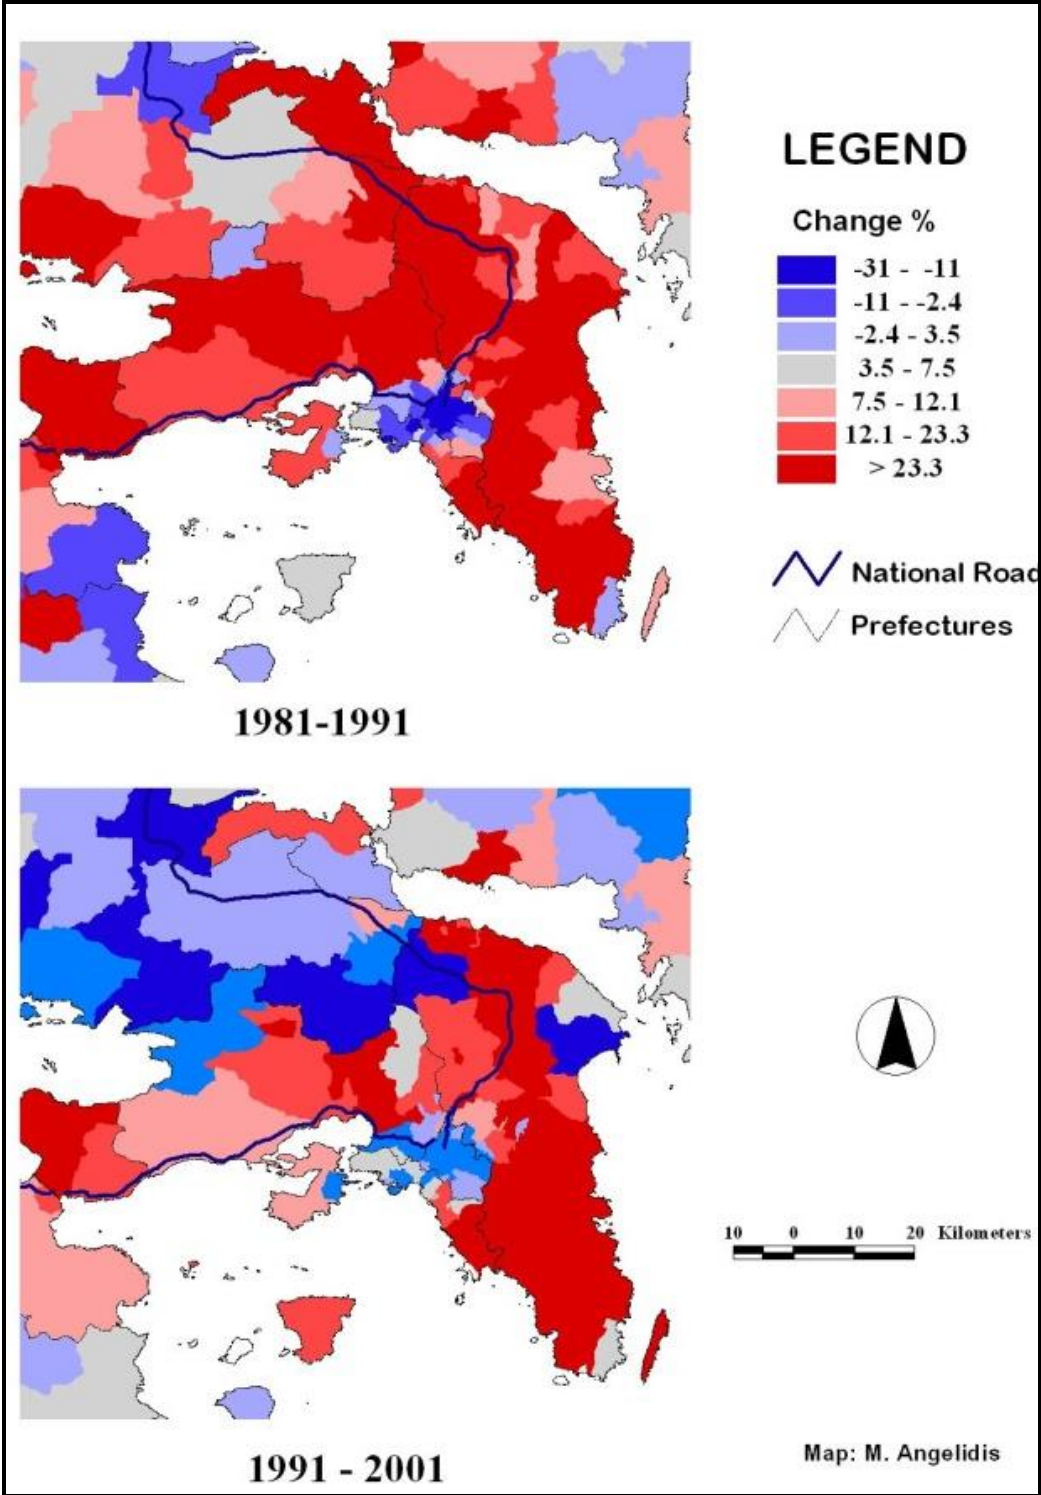 LEGEND
Change %
-31 - -11
-11 - -2.4
-2.4 - 3.5
3.5 - 7.5
7.5 - 12.1
12.1 - 23.3
> 23.3
National Road
Prefectures
1981-1991
10 0 10 20 Kilometers
1991 - 2001
Map: M. Angelidis